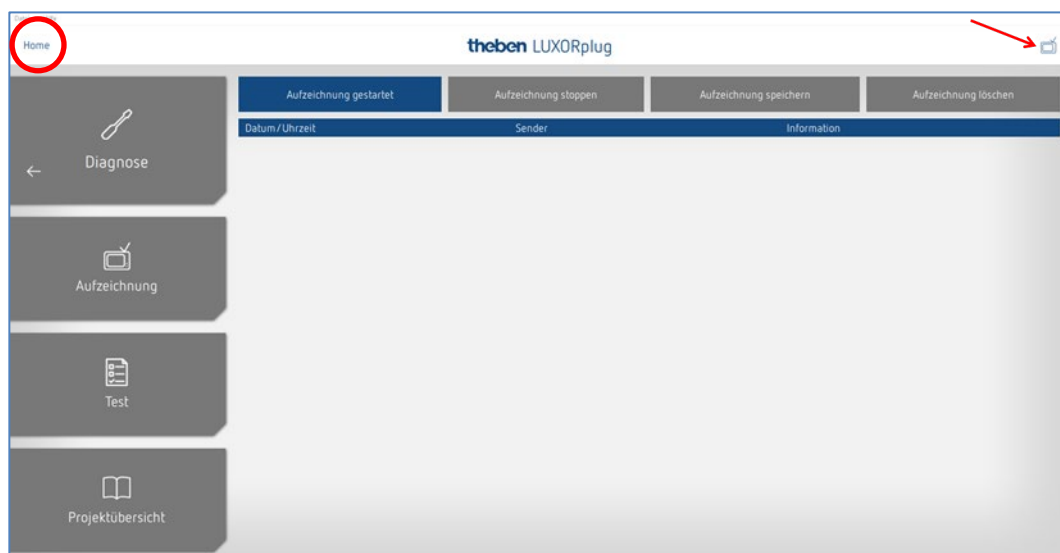 Home
theben LUXORplug
Diagnose
Aufzeichnung
Test
Projektübersicht
Aufzeichnung gestartet
Aufzeichnung stoppen
Aufzeichnung speichern
Aufzeichnung löschen
Datum/Uhrzeit
Sender
Information